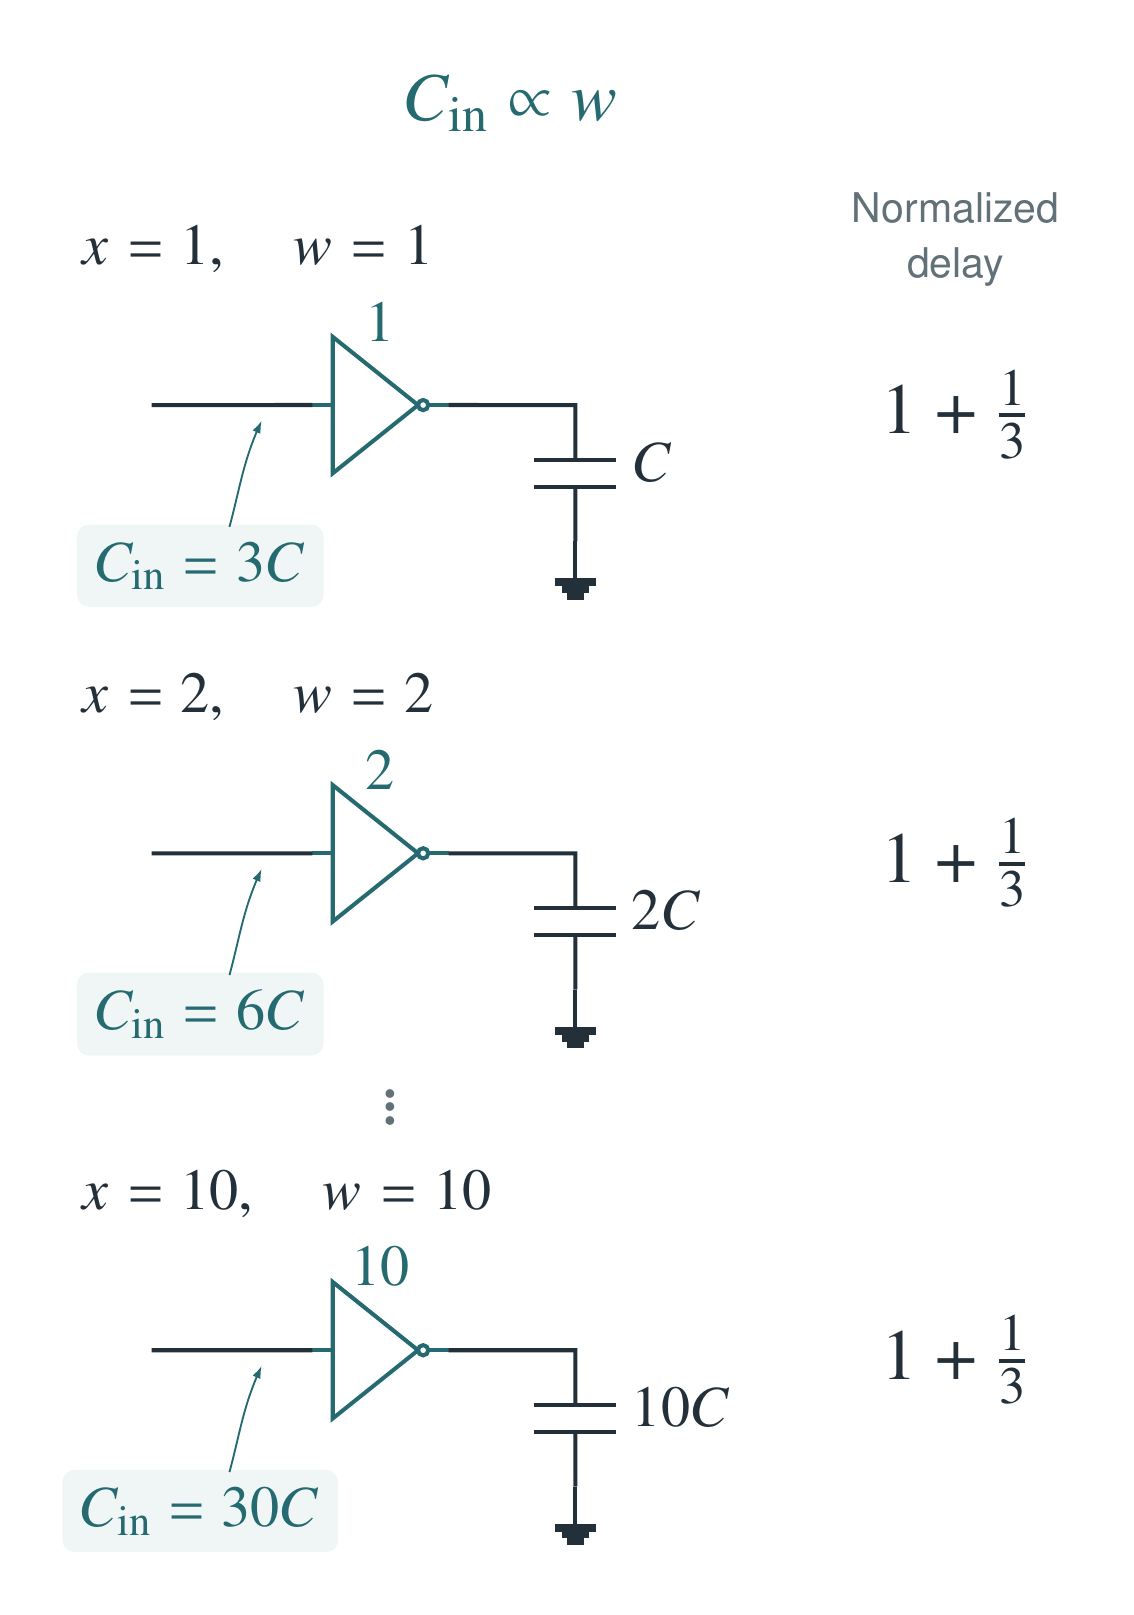 C_in ∝ w
Normalized
delay
x = 1, w = 1
1
1 + 1/3
C
C_in = 3C
x = 2, w = 2
2
1 + 1/3
2C
C_in = 6C
⋮
x = 10, w = 10
10
1 + 1/3
10C
C_in = 30C